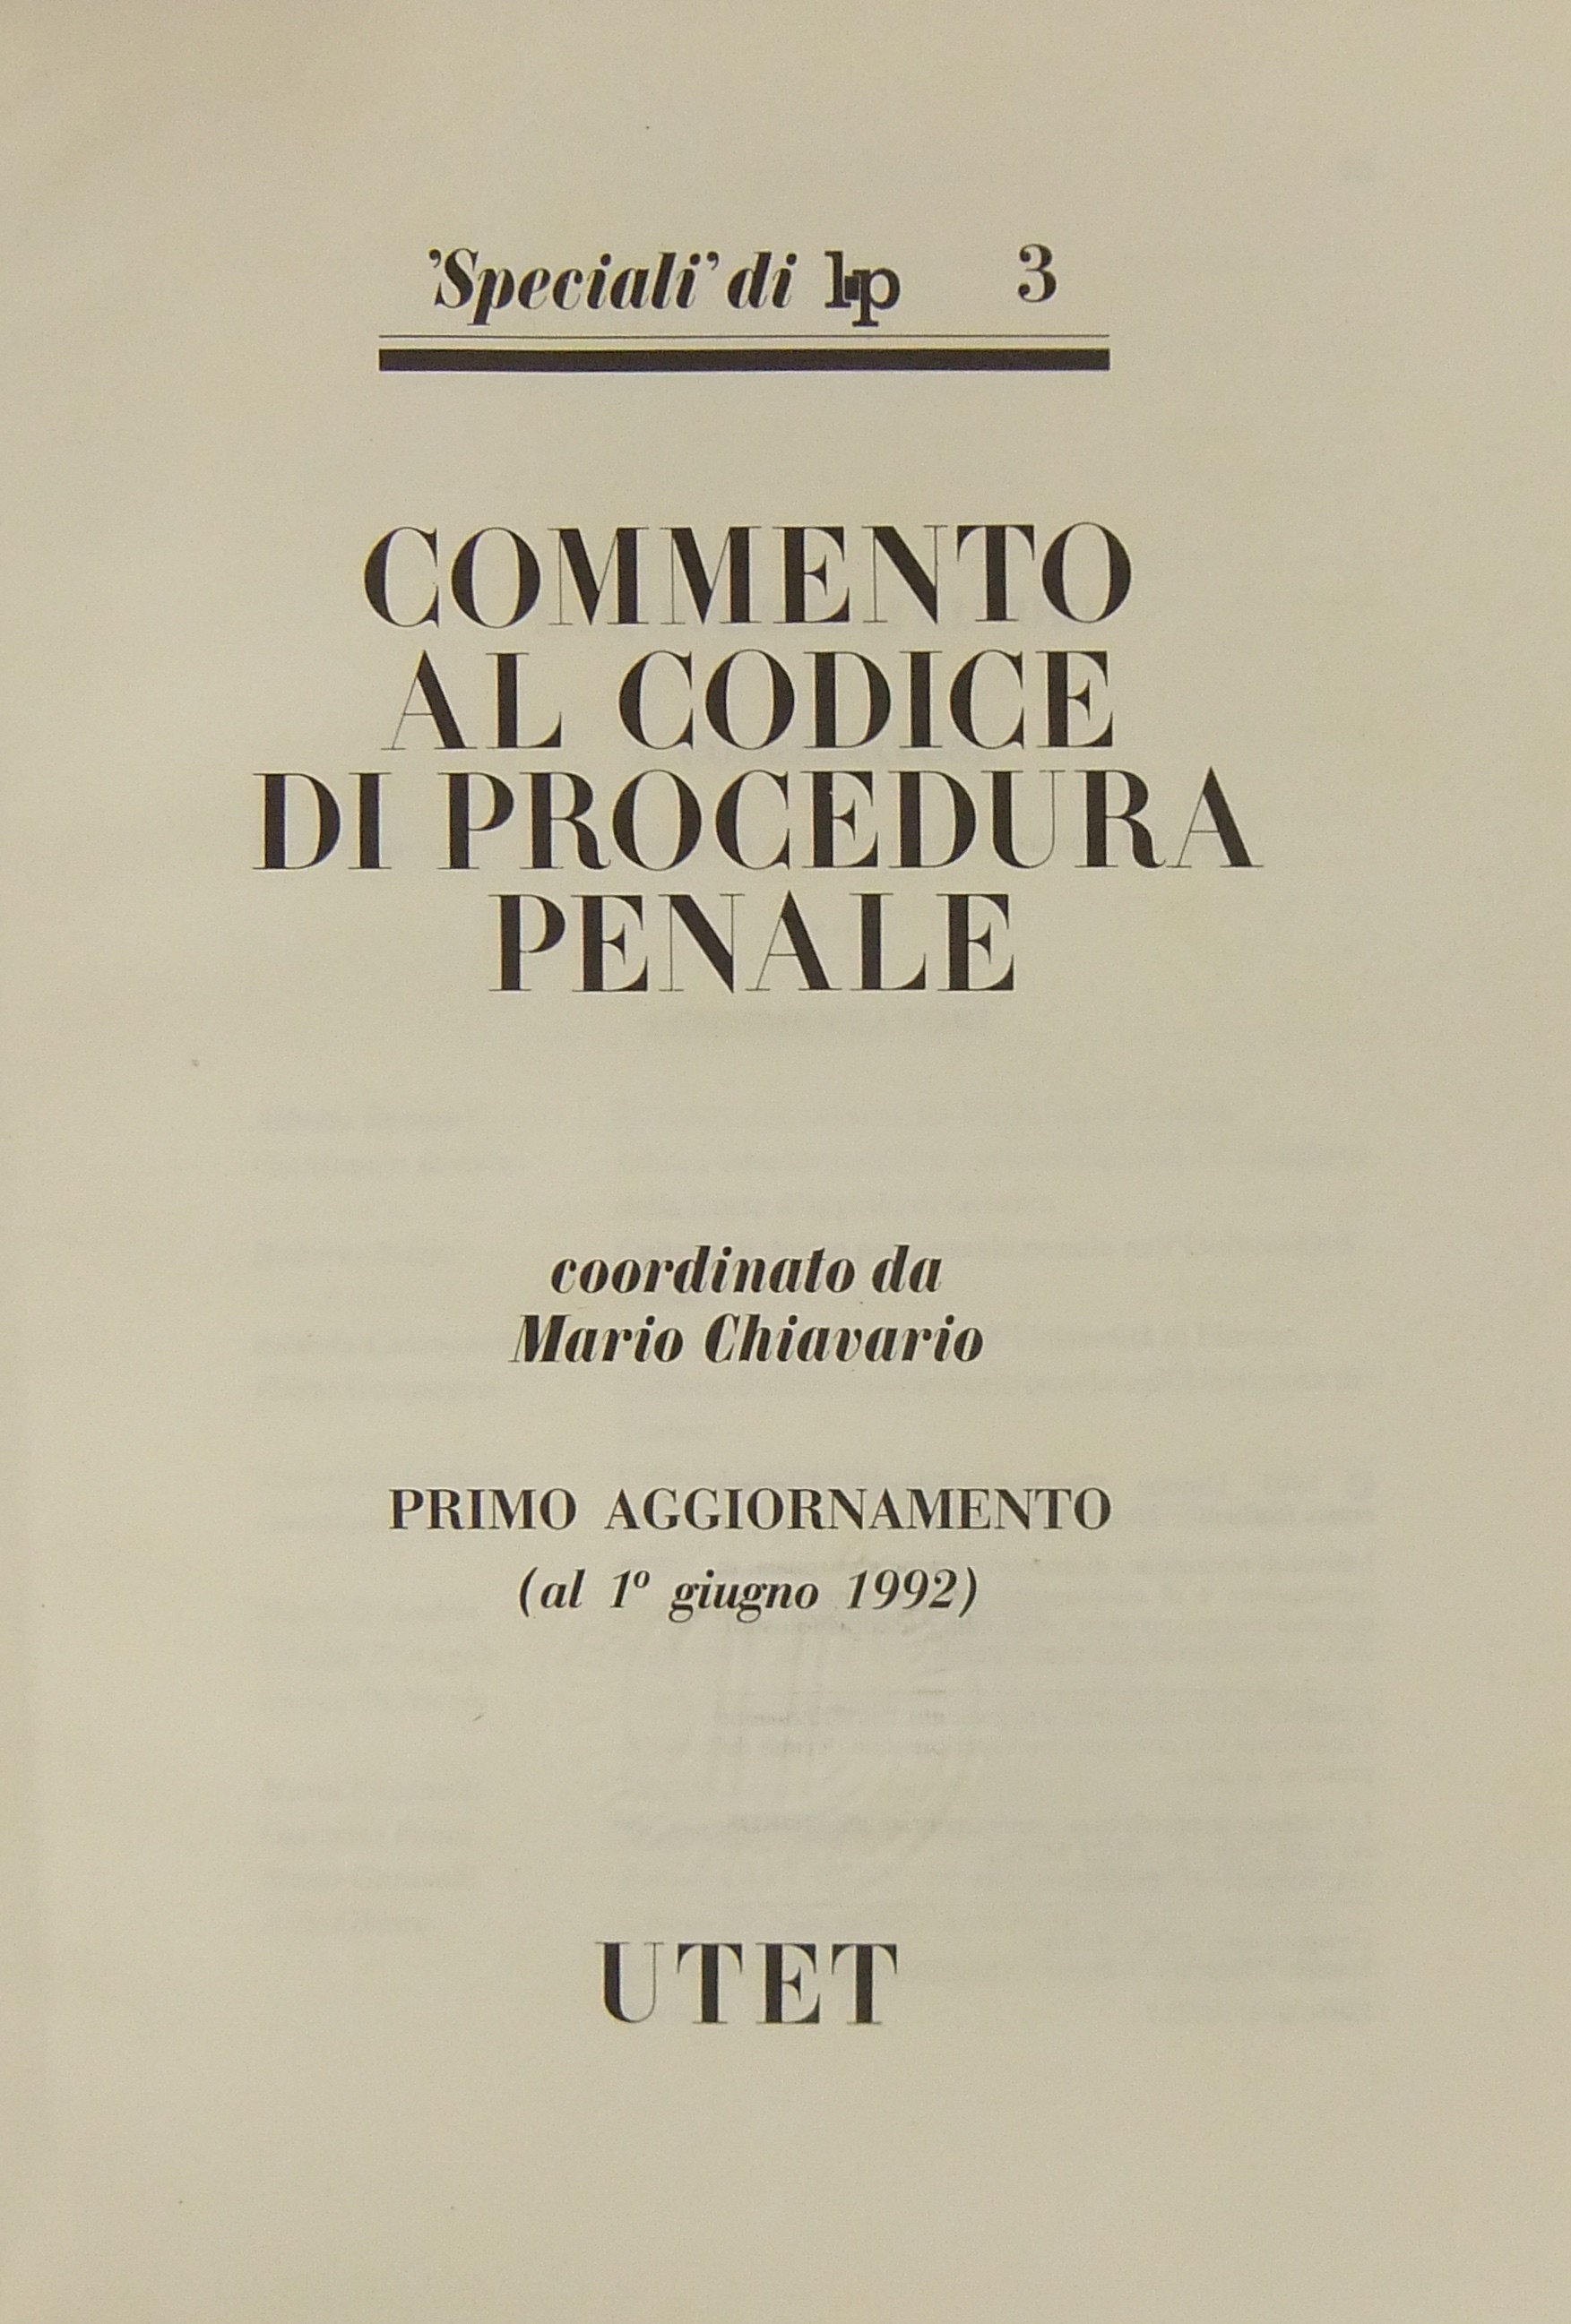 'Speciali' di lp 3
COMMENTO
AL CODICE
DI PROCEDURA
PENALE
coordinato da
Mario Chiavario
PRIMO AGGIORNAMENTO
(al 1º giugno 1992)
UTET